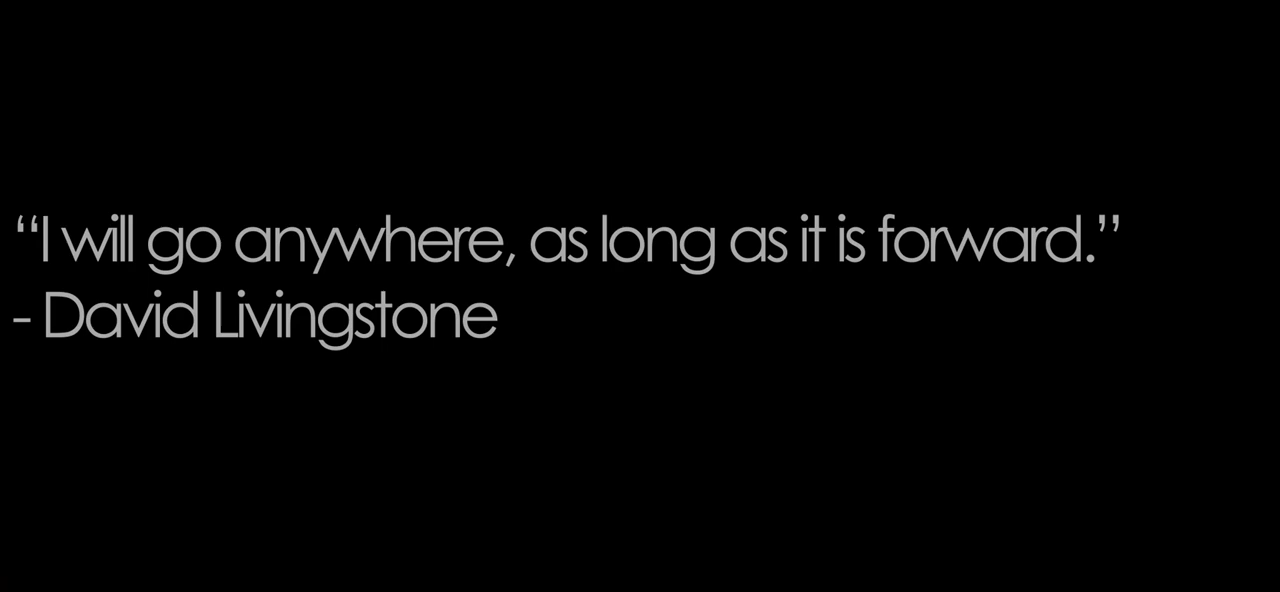 “I will go anywhere, as long as it is forward.”
- David Livingstone